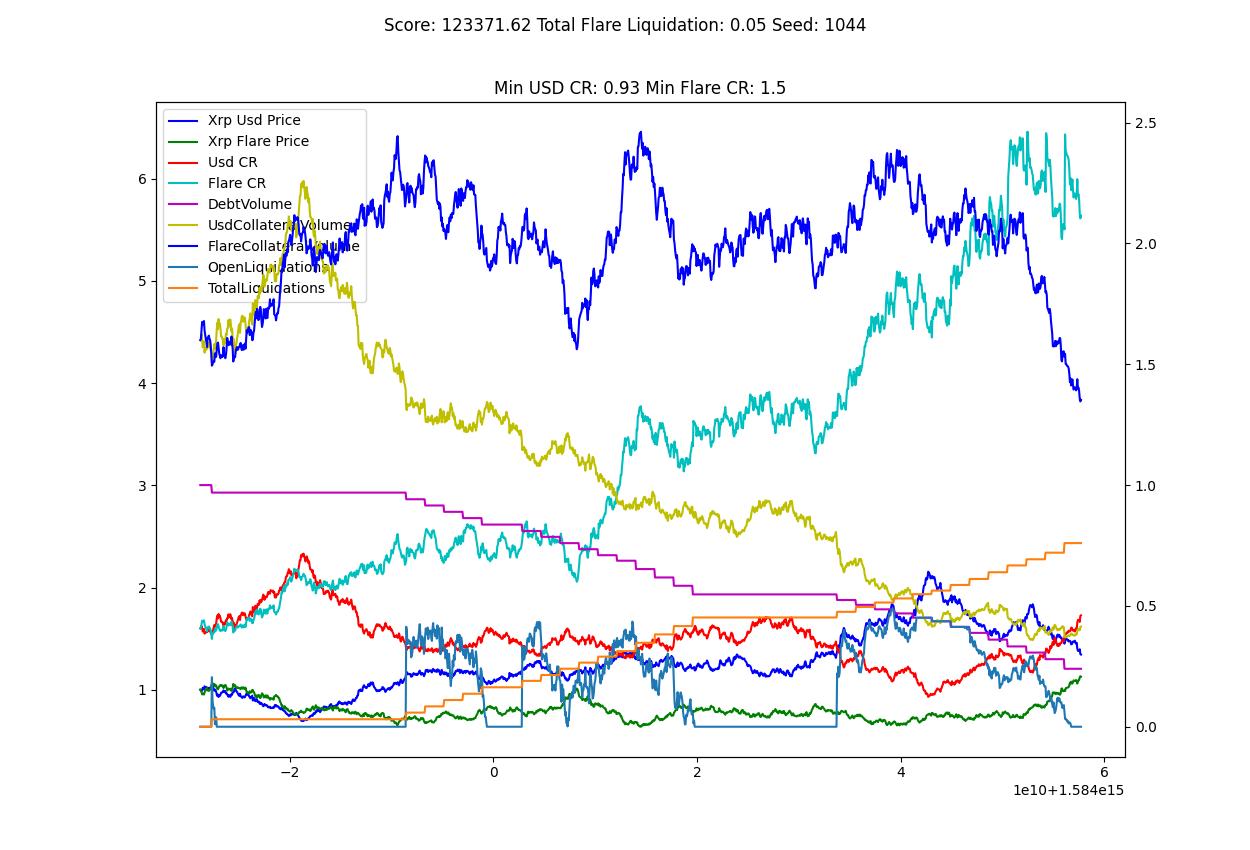 Score: 123371.62 Total Flare Liquidation: 0.05 Seed: 1044
Min USD CR: 0.93 Min Flare CR: 1.5
Xrp Usd Price
Xrp Flare Price
Usd CR
Flare CR
DebtVolume
UsdCollateralVolume
FlareCollateralVolume
OpenLiquidations
TotalLiquidations
6
5
4
3
2
1
2.5
2.0
1.5
1.0
0.5
0.0
−2
0
2
4
6
1e10+1.584e15